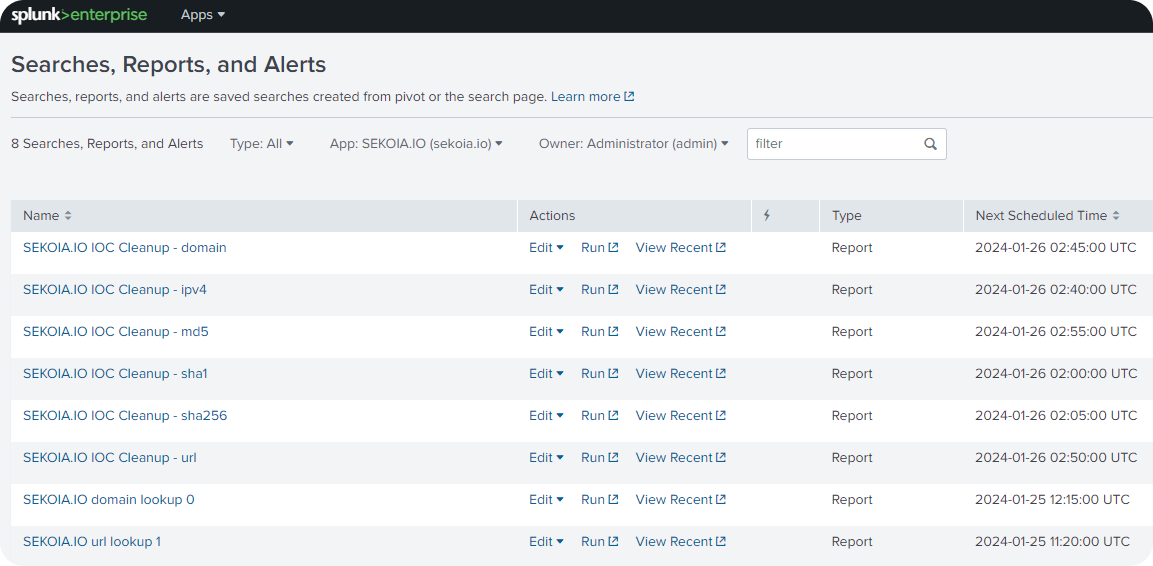 splunk>enterprise Apps
Searches, Reports, and Alerts
Searches, reports, and alerts are saved searches created from pivot or the search page. Learn more
8 Searches, Reports, and Alerts Type: All App: SEKOIA.IO (sekoia.io) Owner: Administrator (admin) filter
Name Actions Type Next Scheduled Time
SEKOIA.IO IOC Cleanup - domain Edit Run View Recent Report 2024-01-26 02:45:00 UTC
SEKOIA.IO IOC Cleanup - ipv4 Edit Run View Recent Report 2024-01-26 02:40:00 UTC
SEKOIA.IO IOC Cleanup - md5 Edit Run View Recent Report 2024-01-26 02:55:00 UTC
SEKOIA.IO IOC Cleanup - sha1 Edit Run View Recent Report 2024-01-26 02:00:00 UTC
SEKOIA.IO IOC Cleanup - sha256 Edit Run View Recent Report 2024-01-26 02:05:00 UTC
SEKOIA.IO IOC Cleanup - url Edit Run View Recent Report 2024-01-26 02:50:00 UTC
SEKOIA.IO domain lookup 0 Edit Run View Recent Report 2024-01-25 12:15:00 UTC
SEKOIA.IO url lookup 1 Edit Run View Recent Report 2024-01-25 11:20:00 UTC